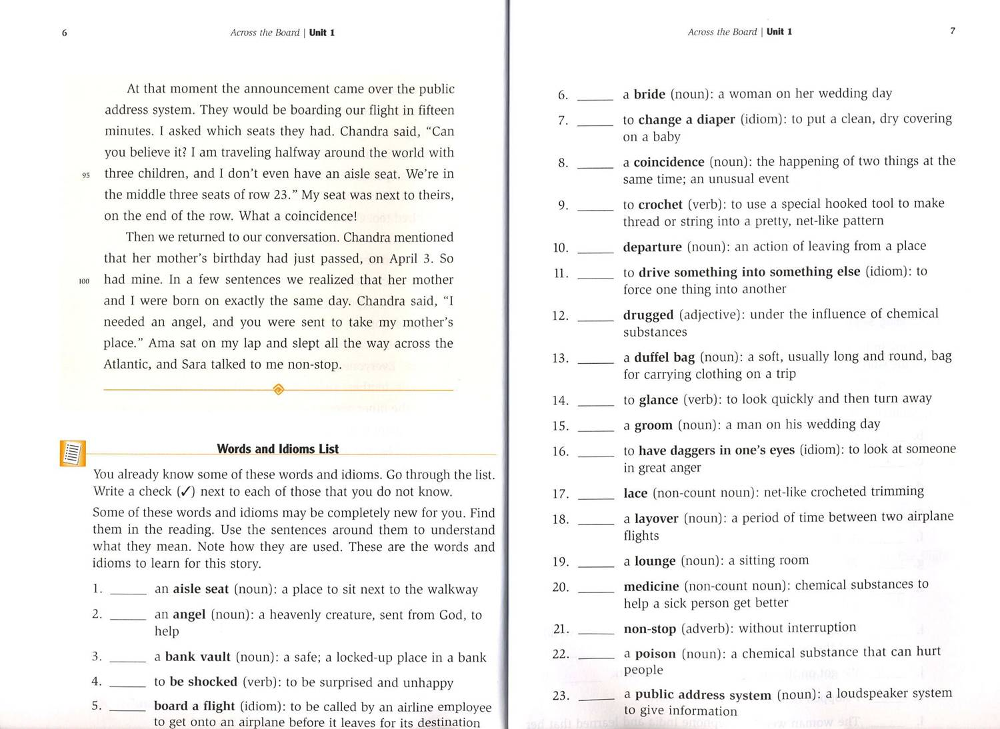 6
Across the Board | Unit 1
At that moment the announcement came over the public
address system. They would be boarding our flight in fifteen
minutes. I asked which seats they had. Chandra said, “Can
you believe it? I am traveling halfway around the world with
95 three children, and I don’t even have an aisle seat. We’re in
the middle three seats of row 23.” My seat was next to theirs,
on the end of the row. What a coincidence!
Then we returned to our conversation. Chandra mentioned
that her mother’s birthday had just passed, on April 3. So
100 had mine. In a few sentences we realized that her mother
and I were born on exactly the same day. Chandra said, “I
needed an angel, and you were sent to take my mother’s
place.” Ama sat on my lap and slept all the way across the
Atlantic, and Sara talked to me non-stop.
Words and Idioms List
You already know some of these words and idioms. Go through the list.
Write a check (✓) next to each of those that you do not know.
Some of these words and idioms may be completely new for you. Find
them in the reading. Use the sentences around them to understand
what they mean. Note how they are used. These are the words and
idioms to learn for this story.
1. _____ an aisle seat (noun): a place to sit next to the walkway
2. _____ an angel (noun): a heavenly creature, sent from God, to
help
3. _____ a bank vault (noun): a safe; a locked-up place in a bank
4. _____ to be shocked (verb): to be surprised and unhappy
5. _____ board a flight (idiom): to be called by an airline employee
to get onto an airplane before it leaves for its destination
Across the Board | Unit 1
7
6. _____ a bride (noun): a woman on her wedding day
7. _____ to change a diaper (idiom): to put a clean, dry covering
on a baby
8. _____ a coincidence (noun): the happening of two things at the
same time; an unusual event
9. _____ to crochet (verb): to use a special hooked tool to make
thread or string into a pretty, net-like pattern
10. _____ departure (noun): an action of leaving from a place
11. _____ to drive something into something else (idiom): to
force one thing into another
12. _____ drugged (adjective): under the influence of chemical
substances
13. _____ a duffel bag (noun): a soft, usually long and round, bag
for carrying clothing on a trip
14. _____ to glance (verb): to look quickly and then turn away
15. _____ a groom (noun): a man on his wedding day
16. _____ to have daggers in one’s eyes (idiom): to look at someone
in great anger
17. _____ lace (non-count noun): net-like crocheted trimming
18. _____ a layover (noun): a period of time between two airplane
flights
19. _____ a lounge (noun): a sitting room
20. _____ medicine (non-count noun): chemical substances to
help a sick person get better
21. _____ non-stop (adverb): without interruption
22. _____ a poison (noun): a chemical substance that can hurt
people
23. _____ a public address system (noun): a loudspeaker system
to give information